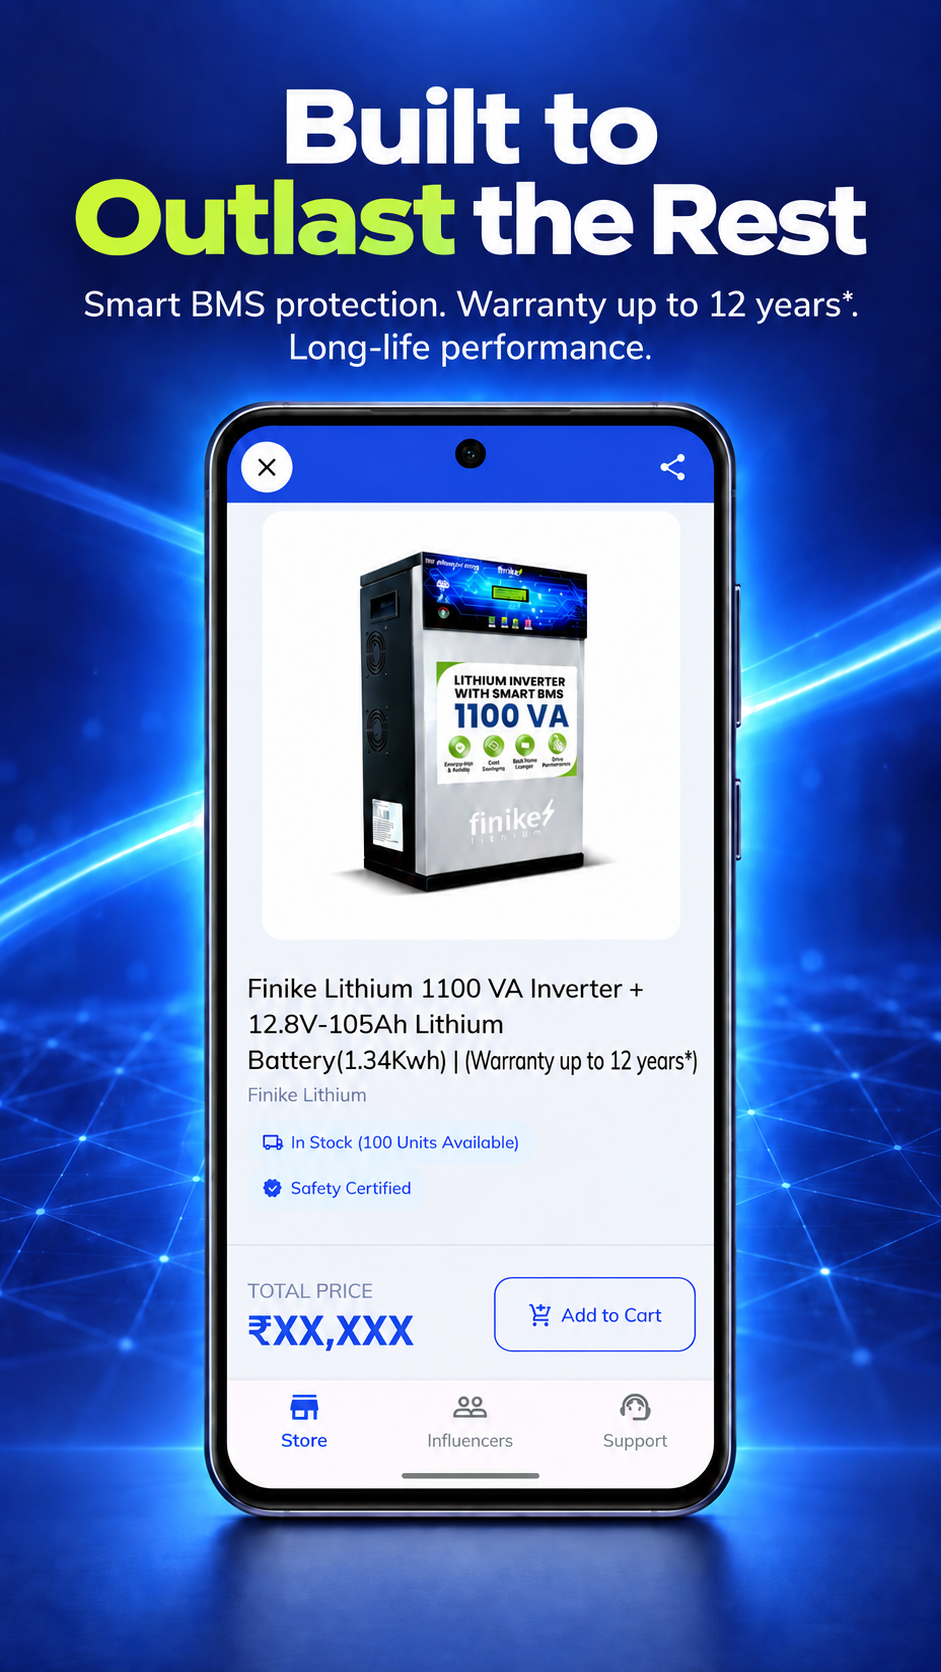 Built to
Outlast the Rest
Smart BMS protection. Warranty up to 12 years*.
Long-life performance.
finike
LITHIUM INVERTER
WITH SMART BMS
1100 VA
finike
lithium
Finike Lithium 1100 VA Inverter +
12.8V-105Ah Lithium
Battery(1.34Kwh) | (Warranty up to 12 years*)
Finike Lithium
In Stock (100 Units Available)
Safety Certified
TOTAL PRICE
₹XX,XXX
Add to Cart
Store
Influencers
Support